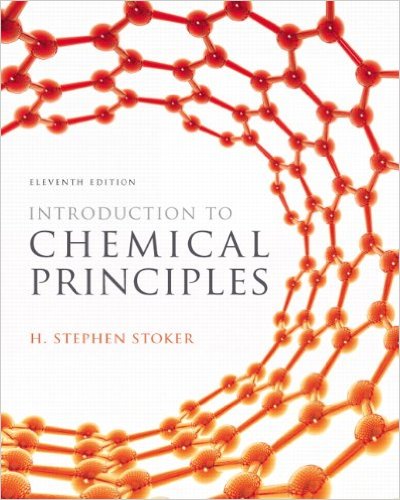 ELEVENTH EDITION
INTRODUCTION TO
CHEMICAL
PRINCIPLES
H. STEPHEN STOKER